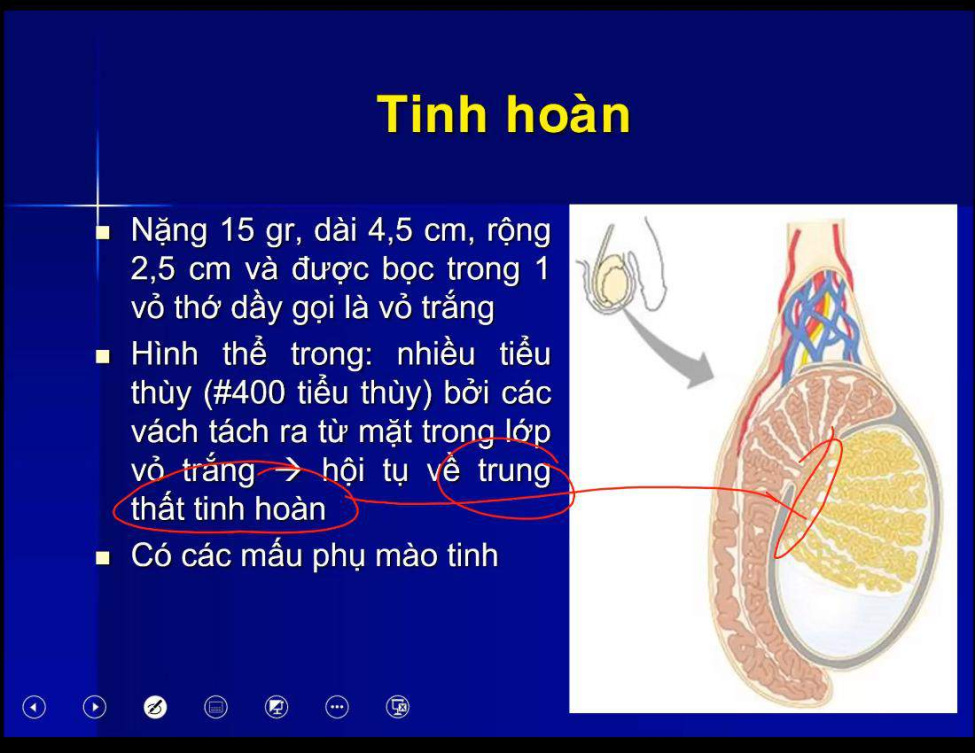 Tinh hoàn
Nặng 15 gr, dài 4,5 cm, rộng
2,5 cm và được bọc trong 1
vỏ thớ dầy gọi là vỏ trắng
Hình thể trong: nhiều tiểu
thùy (#400 tiểu thùy) bởi các
vách tách ra từ mặt trong lớp
vỏ trắng → hội tụ về trung
thất tinh hoàn
Có các mấu phụ mào tinh